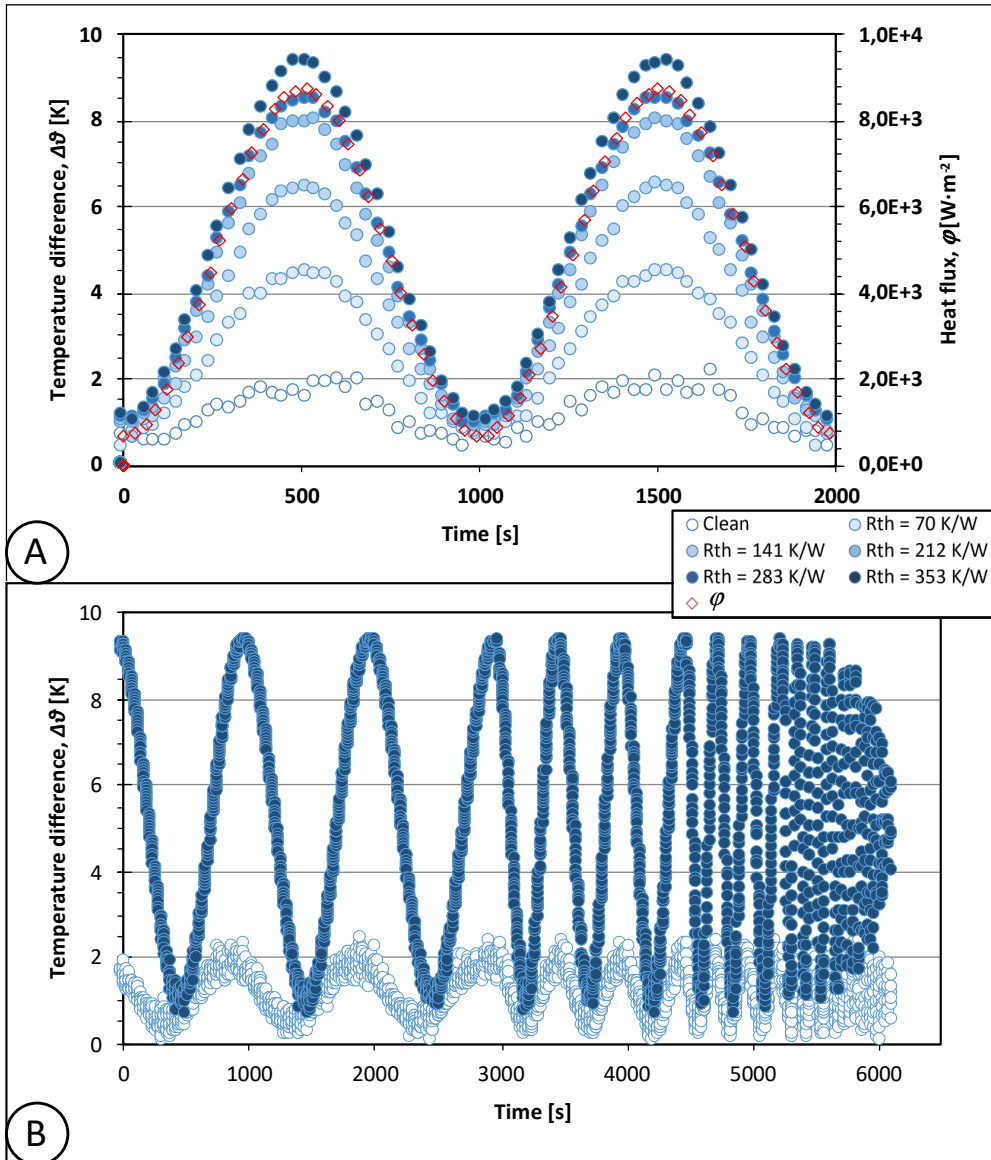 Temperature difference, Δϑ [K]
10
8
6
4
2
0
1,0E+4
8,0E+3
6,0E+3
4,0E+3
2,0E+3
0,0E+0
Heat flux, φ[W·m⁻²]
0 500 1000 1500 2000
Time [s]
A
Clean Rth = 70 K/W
Rth = 141 K/W Rth = 212 K/W
Rth = 283 K/W Rth = 353 K/W
φ
Temperature difference, Δϑ [K]
10
8
6
4
2
0
0 1000 2000 3000 4000 5000 6000
Time [s]
B